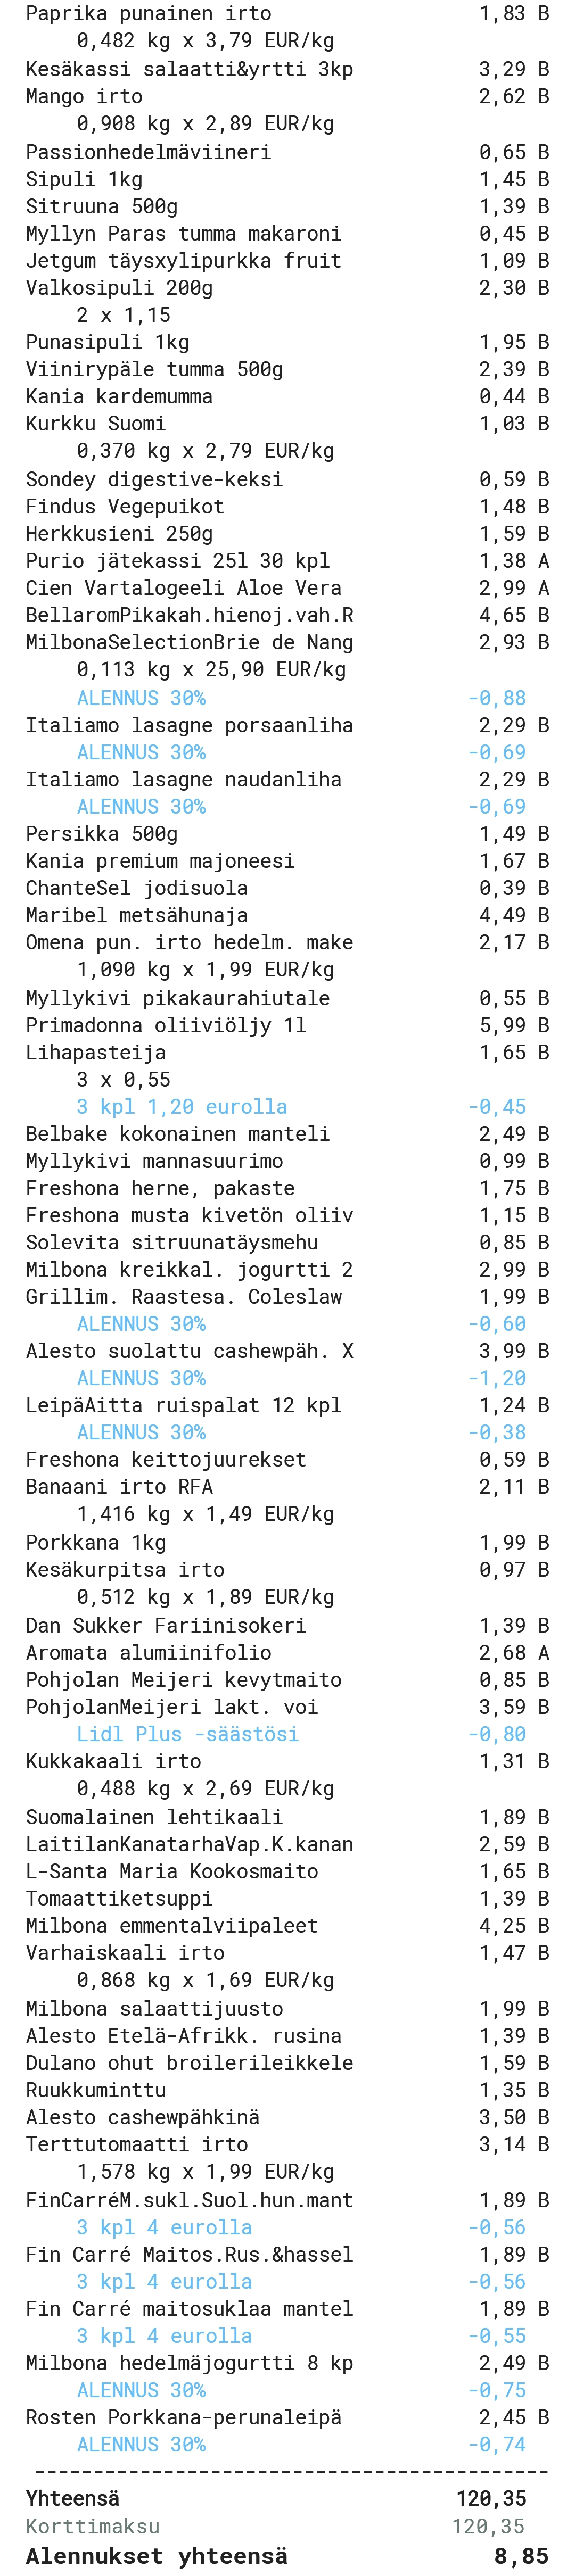 Paprika punainen irto 1,83 B
0,482 kg x 3,79 EUR/kg
Kesäkassi salaatti&yrtti 3kp 3,29 B
Mango irto 2,62 B
0,908 kg x 2,89 EUR/kg
Passionhedelmäviineri 0,65 B
Sipuli 1kg 1,45 B
Sitruuna 500g 1,39 B
Myllyn Paras tumma makaroni 0,45 B
Jetgum täysxylipurkka fruit 1,09 B
Valkosipuli 200g 2,30 B
2 x 1,15
Punasipuli 1kg 1,95 B
Viinirypäle tumma 500g 2,39 B
Kania kardemumma 0,44 B
Kurkku Suomi 1,03 B
0,370 kg x 2,79 EUR/kg
Sondey digestive-keksi 0,59 B
Findus Vegepuikot 1,48 B
Herkkusieni 250g 1,59 B
Purio jätekassi 25l 30 kpl 1,38 A
Cien Vartalogeeli Aloe Vera 2,99 A
BellaromPikakah.hienoj.vah.R 4,65 B
MilbonaSelectionBrie de Nang 2,93 B
0,113 kg x 25,90 EUR/kg
ALENNUS 30% -0,88
Italiamo lasagne porsaanliha 2,29 B
ALENNUS 30% -0,69
Italiamo lasagne naudanliha 2,29 B
ALENNUS 30% -0,69
Persikka 500g 1,49 B
Kania premium majoneesi 1,67 B
ChanteSel jodisuola 0,39 B
Maribel metsähunaja 4,49 B
Omena pun. irto hedelm. make 2,17 B
1,090 kg x 1,99 EUR/kg
Myllykivi pikakaurahiutale 0,55 B
Primadonna oliiviöljy 1l 5,99 B
Lihapasteija 1,65 B
3 x 0,55
3 kpl 1,20 eurolla -0,45
Belbake kokonainen manteli 2,49 B
Myllykivi mannasuurimo 0,99 B
Freshona herne, pakaste 1,75 B
Freshona musta kivetön oliiv 1,15 B
Solevita sitruunatäysmehu 0,85 B
Milbona kreikkal. jogurtti 2 2,99 B
Grillim. Raastesa. Coleslaw 1,99 B
ALENNUS 30% -0,60
Alesto suolattu cashewpäh. X 3,99 B
ALENNUS 30% -1,20
LeipäAitta ruispalat 12 kpl 1,24 B
ALENNUS 30% -0,38
Freshona keittojuurekset 0,59 B
Banaani irto RFA 2,11 B
1,416 kg x 1,49 EUR/kg
Porkkana 1kg 1,99 B
Kesäkurpitsa irto 0,97 B
0,512 kg x 1,89 EUR/kg
Dan Sukker Fariinisokeri 1,39 B
Aromata alumiinifolio 2,68 A
Pohjolan Meijeri kevytmaito 0,85 B
PohjolanMeijeri lakt. voi 3,59 B
Lidl Plus -säästösi -0,80
Kukkakaali irto 1,31 B
0,488 kg x 2,69 EUR/kg
Suomalainen lehtikaali 1,89 B
LaitilanKanatarhaVap.K.kanan 2,59 B
L-Santa Maria Kookosmaito 1,65 B
Tomaattiketsuppi 1,39 B
Milbona emmentalviipaleet 4,25 B
Varhaiskaali irto 1,47 B
0,868 kg x 1,69 EUR/kg
Milbona salaattijuusto 1,99 B
Alesto Etelä-Afrikk. rusina 1,39 B
Dulano ohut broilerileikkele 1,59 B
Ruukkuminttu 1,35 B
Alesto cashewpähkinä 3,50 B
Terttutomaatti irto 3,14 B
1,578 kg x 1,99 EUR/kg
FinCarréM.sukl.Suol.hun.mant 1,89 B
3 kpl 4 eurolla -0,56
Fin Carré Maitos.Rus.&hassel 1,89 B
3 kpl 4 eurolla -0,56
Fin Carré maitosuklaa mantel 1,89 B
3 kpl 4 eurolla -0,55
Milbona hedelmäjogurtti 8 kp 2,49 B
ALENNUS 30% -0,75
Rosten Porkkana-perunaleipä 2,45 B
ALENNUS 30% -0,74
--------------------------------------------
Yhteensä 120,35
Korttimaksu 120,35
Alennukset yhteensä 8,85